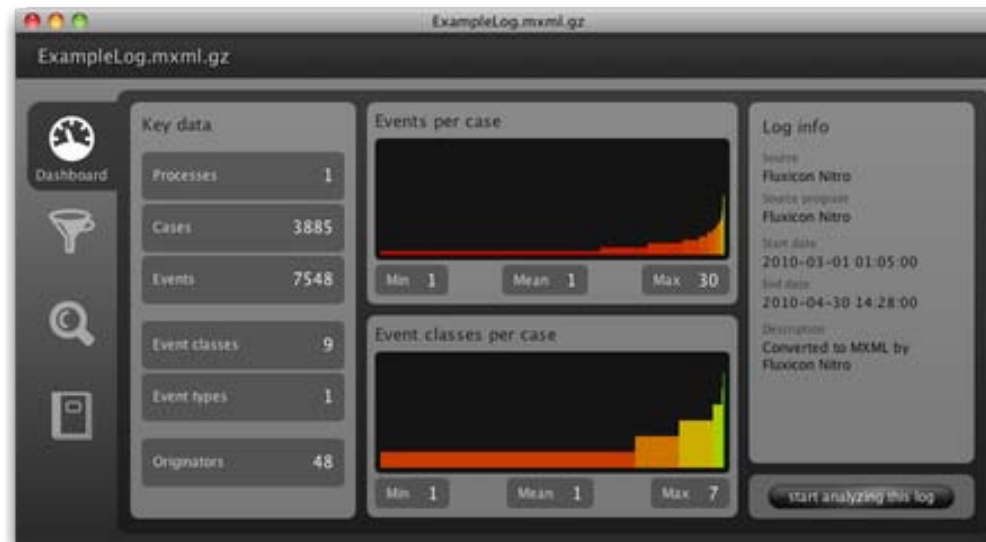 ExampleLog.mxml.gz
ExampleLog.mxml.gz
Dashboard
Key data
Processes 1
Cases 3885
Events 7548
Event classes 9
Event types 1
Originators 48
Events per case
Min 1 Mean 1 Max 30
Event classes per case
Min 1 Mean 1 Max 7
Log info
Source
Fluxicon Nitro
Source program
Fluxicon Nitro
Start date
2010-03-01 01:05:00
End date
2010-04-30 14:28:00
Description
Converted to MXML by
Fluxicon Nitro
start analyzing this log